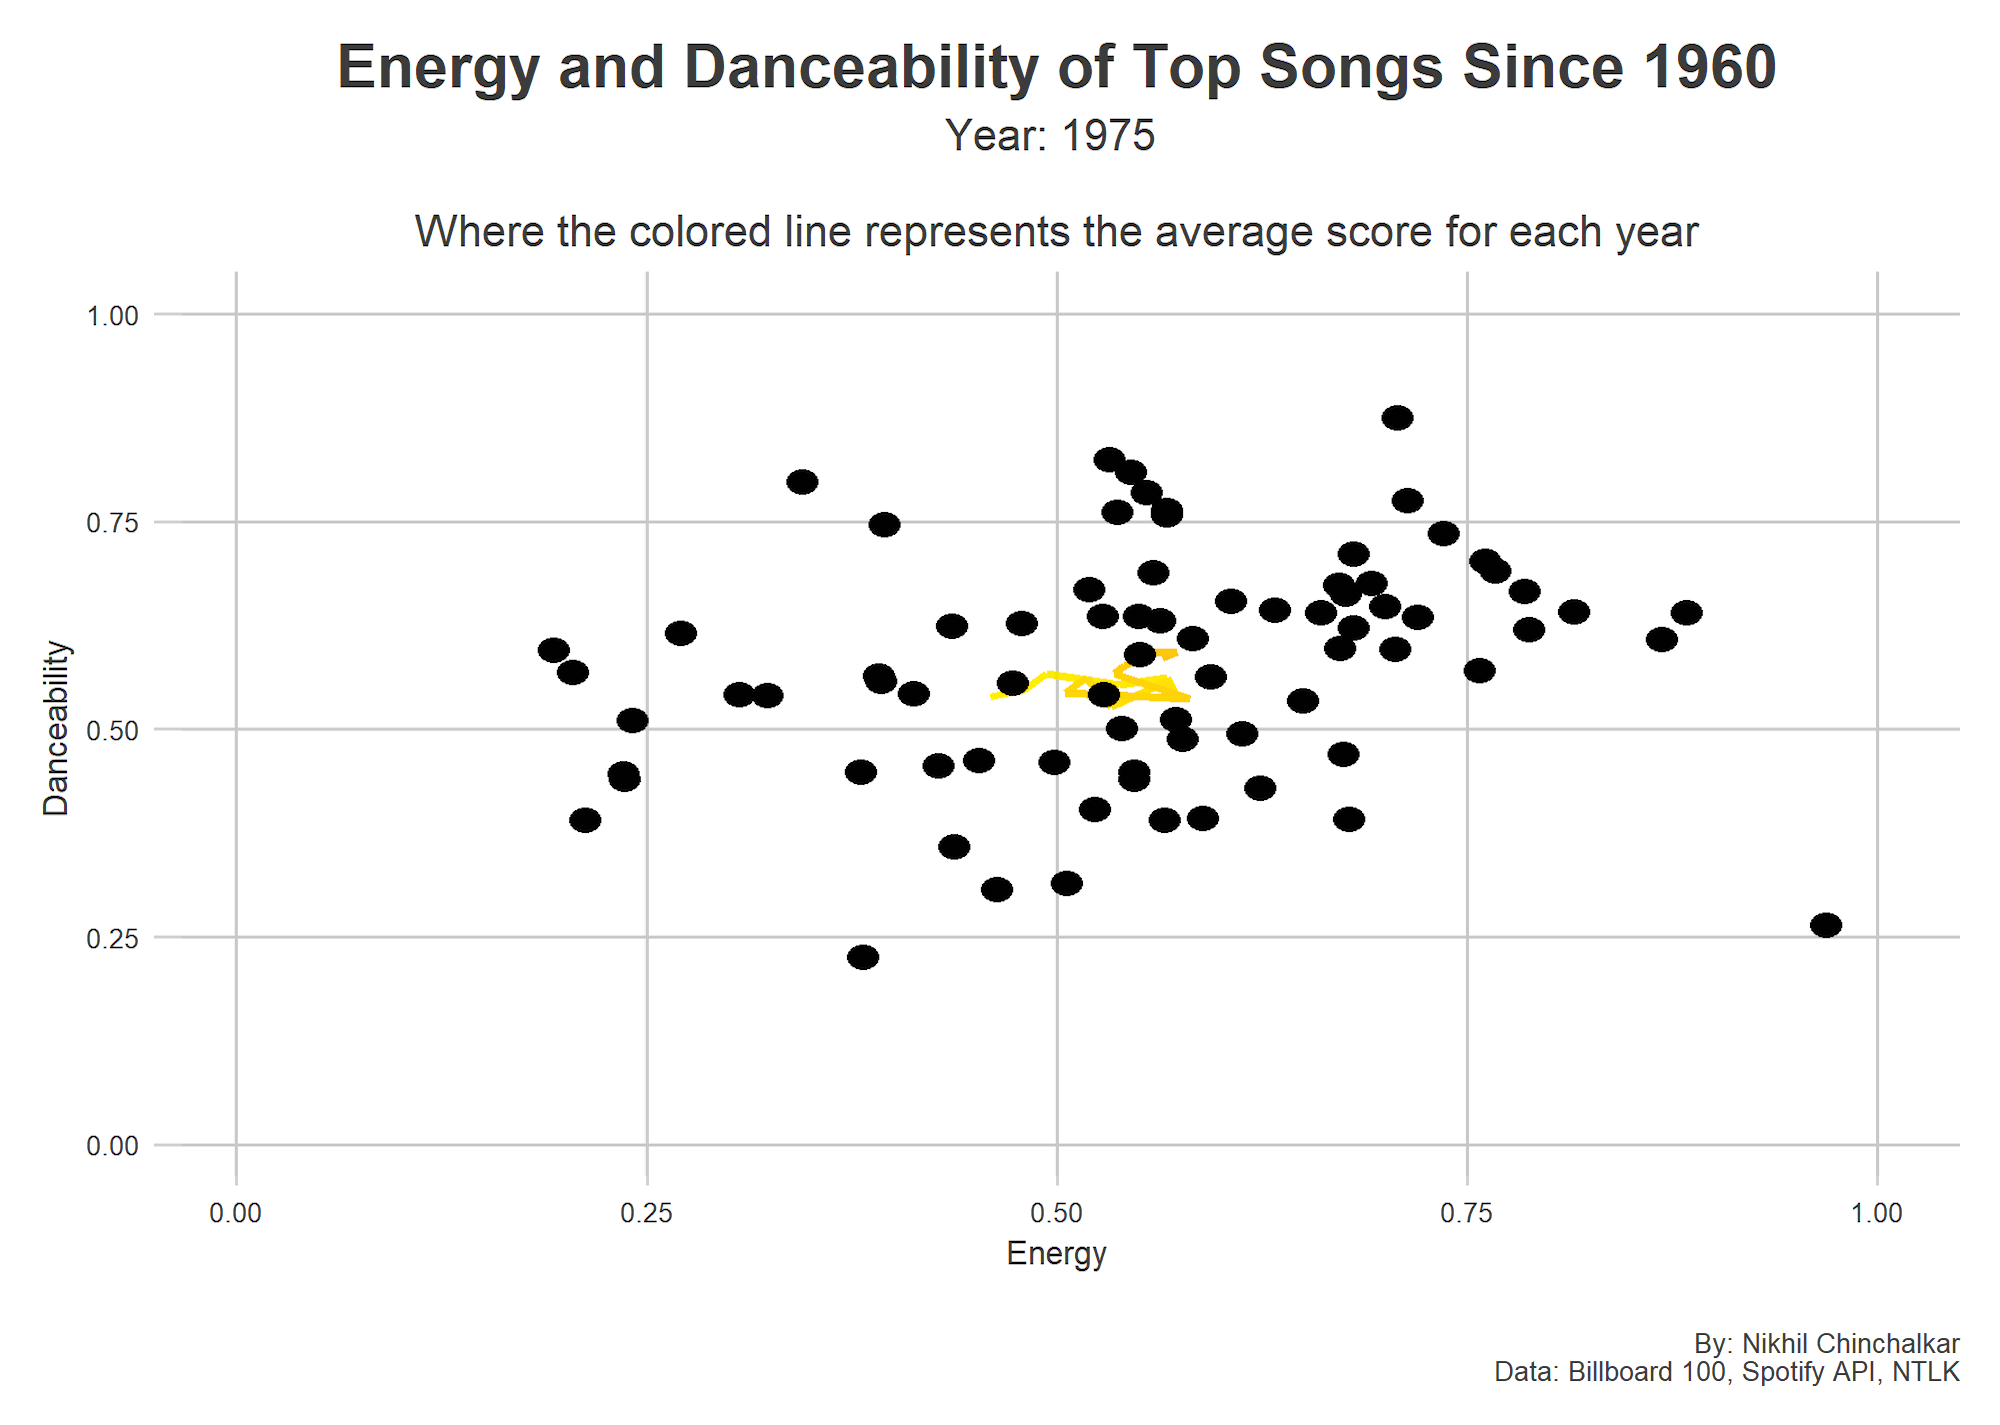 Energy and Danceability of Top Songs Since 1960
Year: 1975
Where the colored line represents the average score for each year
1.00
0.75
0.50
0.25
0.00
Danceability
0.00 0.25 0.50 0.75 1.00
Energy
By: Nikhil Chinchalkar
Data: Billboard 100, Spotify API, NTLK